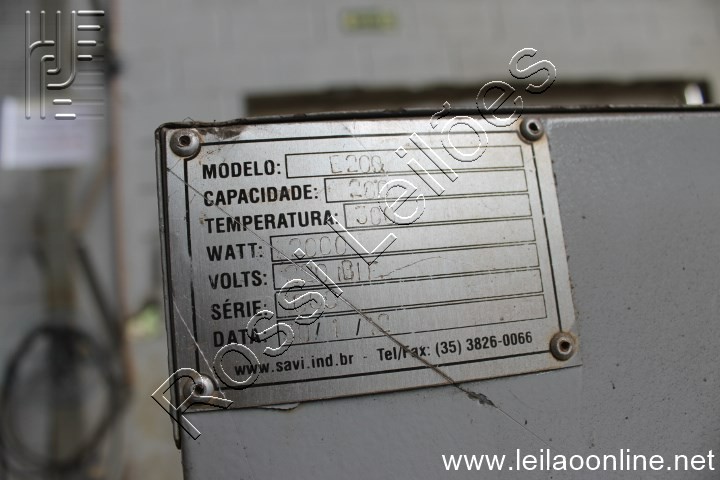 MODELO: E200
CAPACIDADE:
TEMPERATURA:
WATT:
VOLTS:
SÉRIE:
DATA:
www.savi.ind.br - Tel/Fax: (35) 3826-0066
Rossi Leilões
www.leilaoonline.net